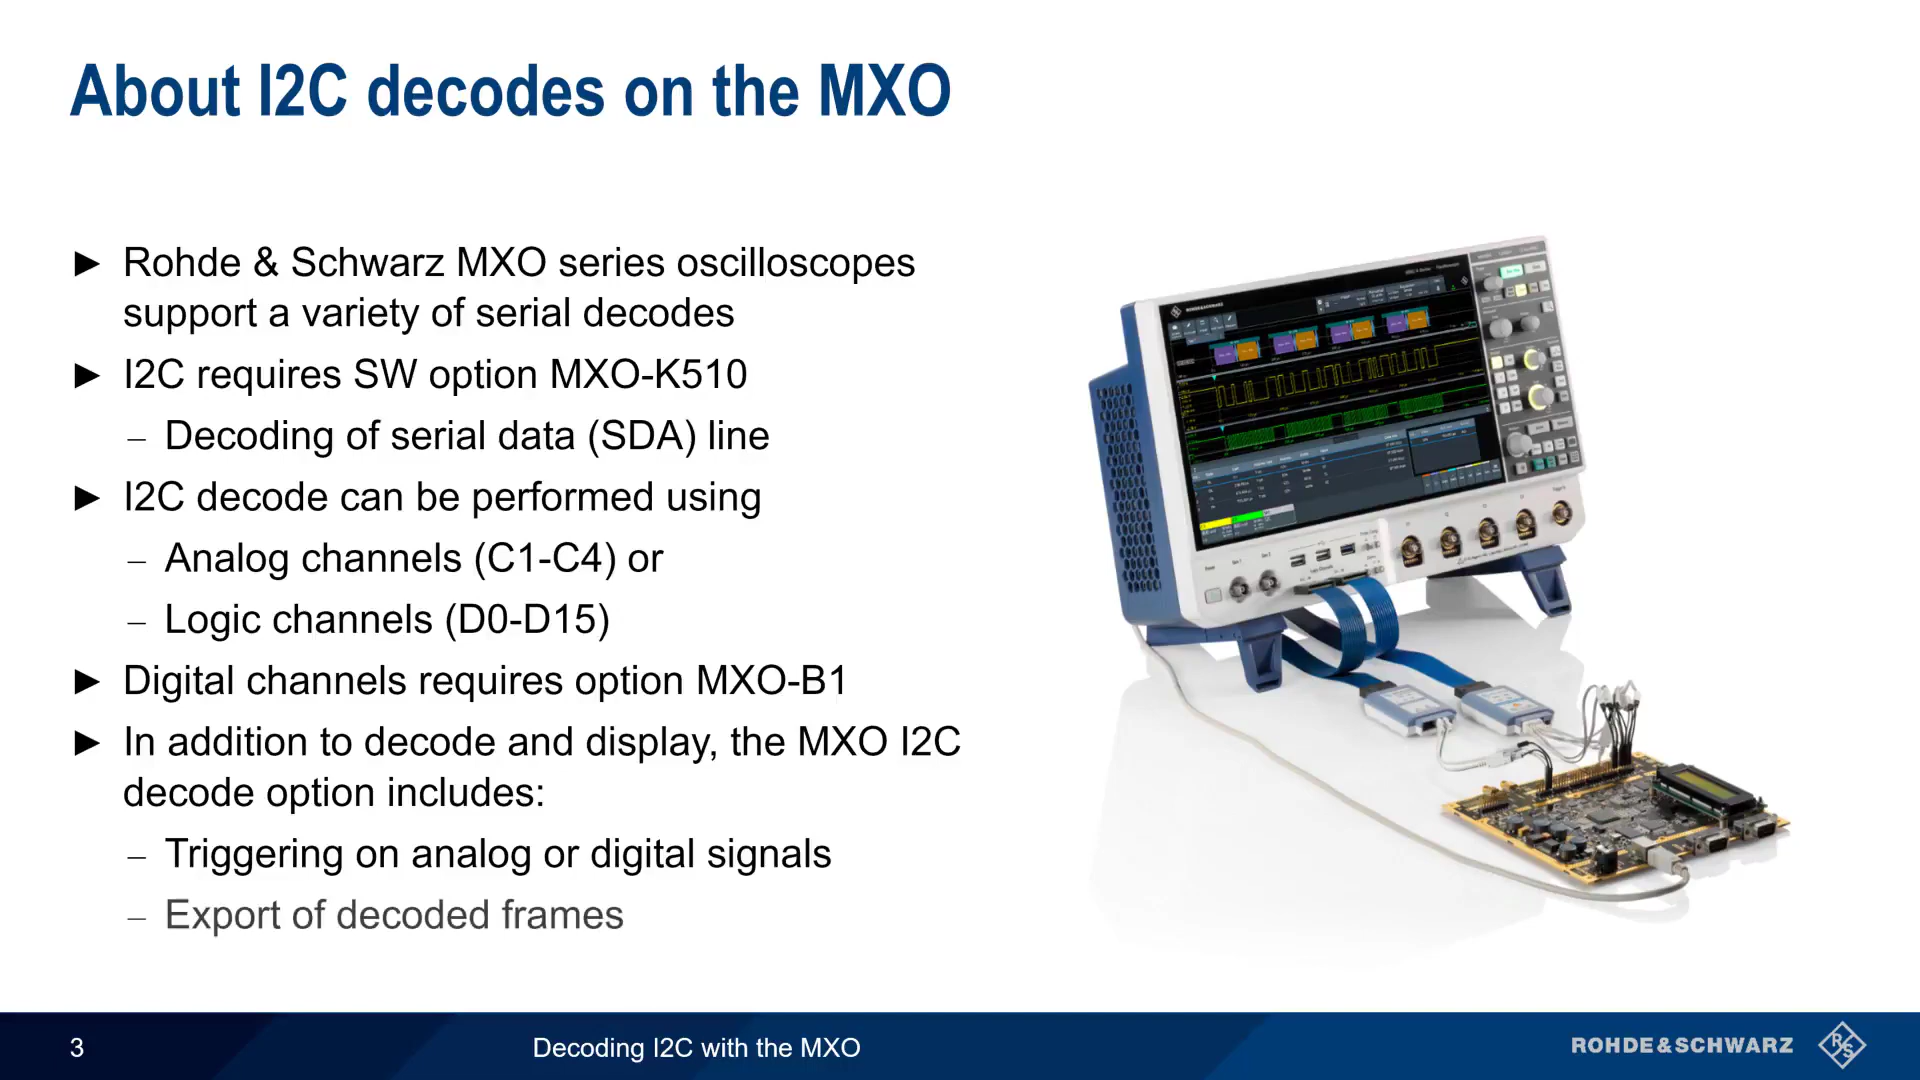 About I2C decodes on the MXO
► Rohde & Schwarz MXO series oscilloscopes
support a variety of serial decodes
► I2C requires SW option MXO-K510
– Decoding of serial data (SDA) line
► I2C decode can be performed using
– Analog channels (C1-C4) or
– Logic channels (D0-D15)
► Digital channels requires option MXO-B1
► In addition to decode and display, the MXO I2C
decode option includes:
– Triggering on analog or digital signals
– Export of decoded frames
ROHDE&SCHWARZ
3
Decoding I2C with the MXO
ROHDE&SCHWARZ
R&S